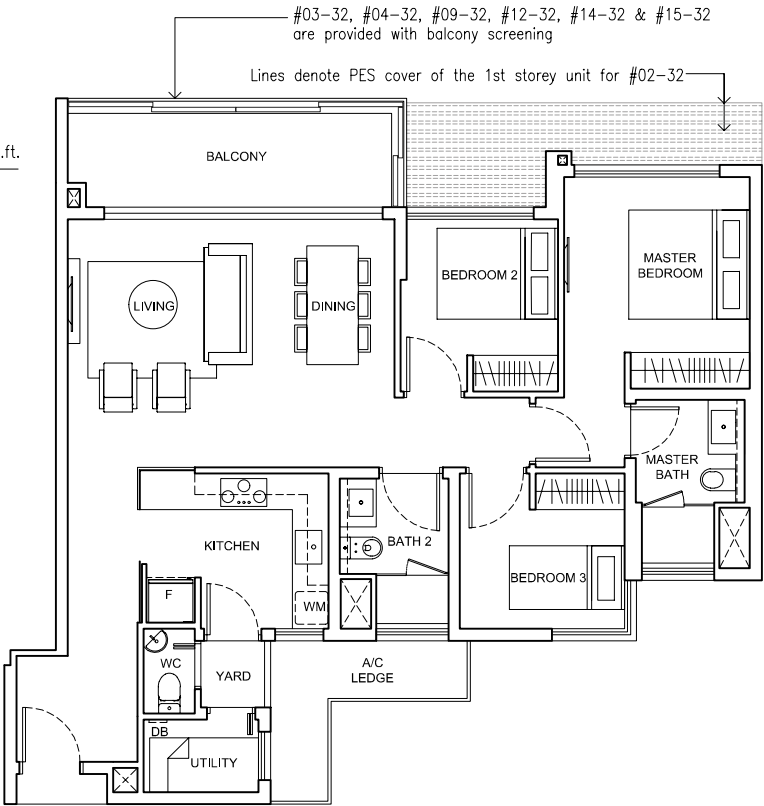 #03-32, #04-32, #09-32, #12-32, #14-32 & #15-32
are provided with balcony screening
Lines denote PES cover of the 1st storey unit for #02-32
.ft.
BALCONY
MASTER
BEDROOM
BEDROOM 2
LIVING
DINING
MASTER
BATH
KITCHEN
BATH 2
BEDROOM 3
F
WM
WC
YARD
A/C
LEDGE
DB
UTILITY